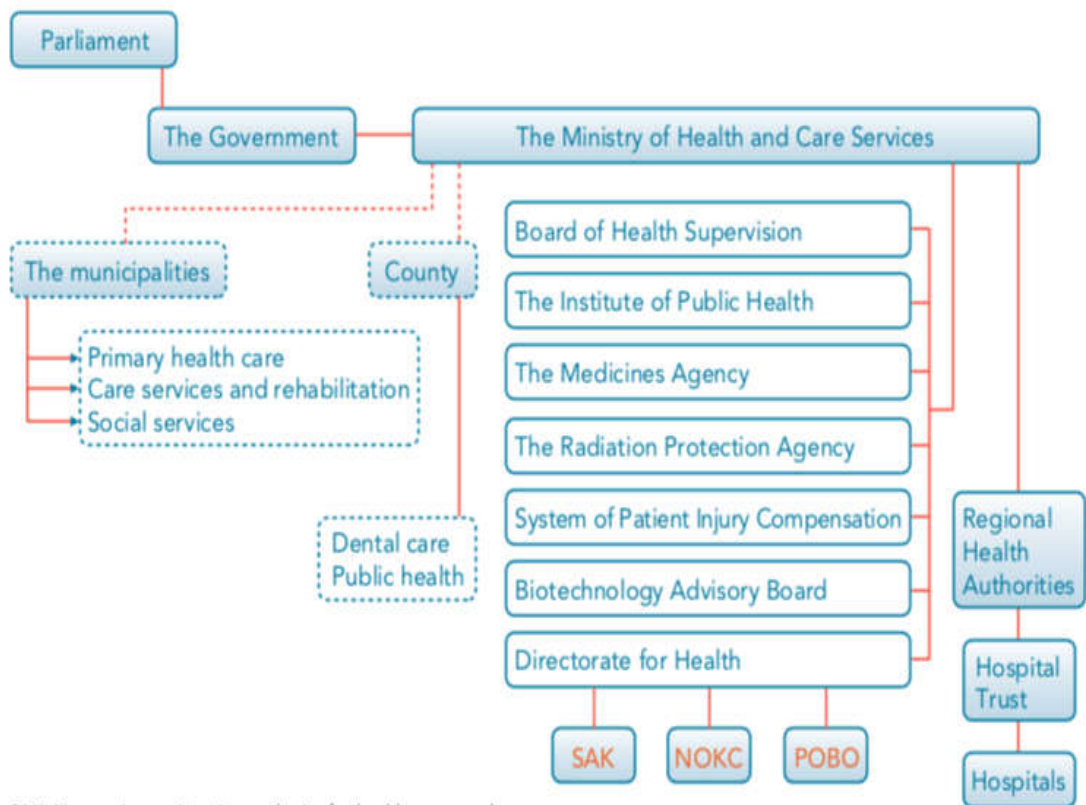 Parliament
The Government
The Ministry of Health and Care Services
The municipalities
County
Primary health care
Care services and rehabilitation
Social services
Dental care
Public health
Board of Health Supervision
The Institute of Public Health
The Medicines Agency
The Radiation Protection Agency
System of Patient Injury Compensation
Biotechnology Advisory Board
Directorate for Health
SAK
NOKC
POBO
Regional
Health
Authorities
Hospital
Trust
Hospitals